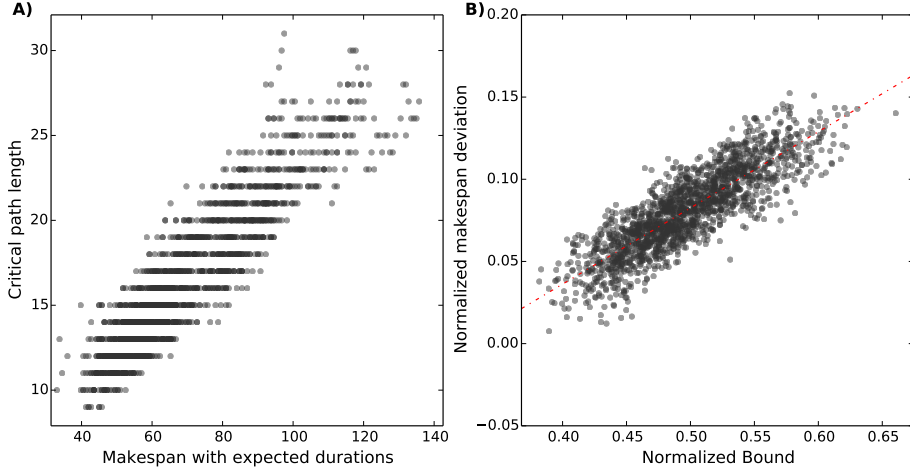 A)
30
25
20
15
10
Critical path length
40 60 80 100 120 140
Makespan with expected durations
B)
0.20
0.15
0.10
0.05
0.00
−0.05
Normalized makespan deviation
0.40 0.45 0.50 0.55 0.60 0.65
Normalized Bound